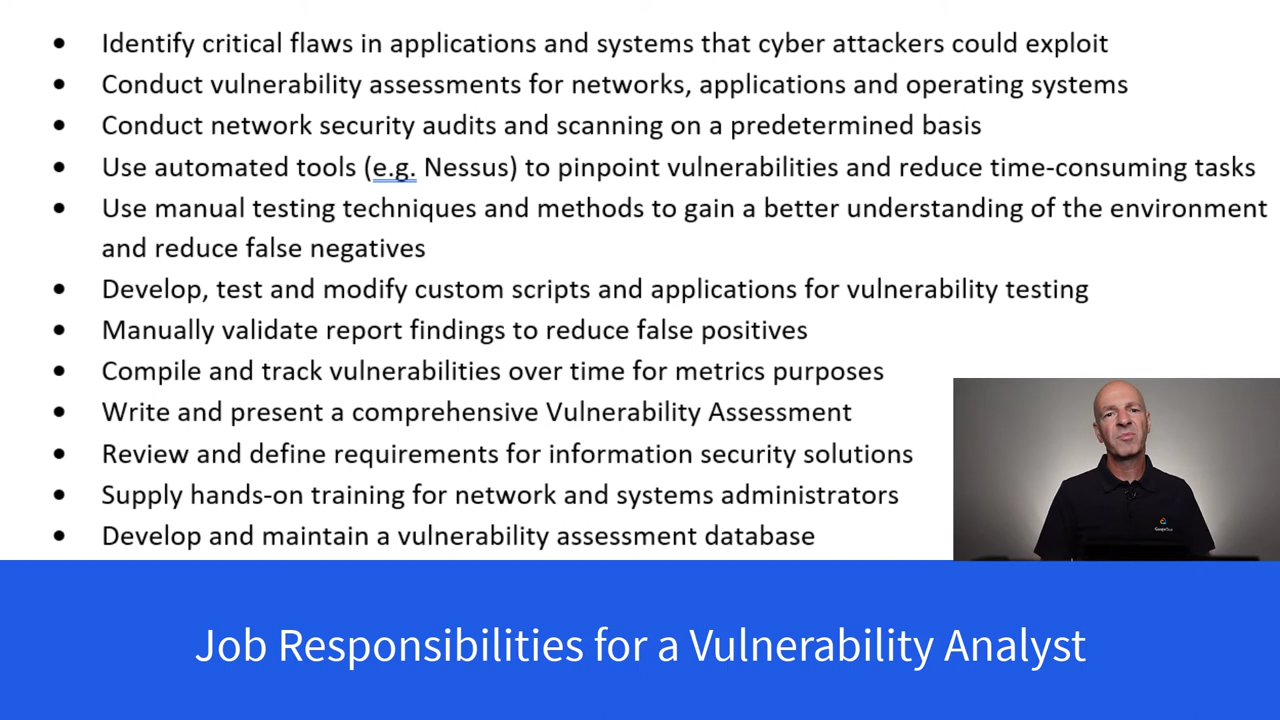 • Identify critical flaws in applications and systems that cyber attackers could exploit
• Conduct vulnerability assessments for networks, applications and operating systems
• Conduct network security audits and scanning on a predetermined basis
• Use automated tools (e.g. Nessus) to pinpoint vulnerabilities and reduce time-consuming tasks
• Use manual testing techniques and methods to gain a better understanding of the environment
and reduce false negatives
• Develop, test and modify custom scripts and applications for vulnerability testing
• Manually validate report findings to reduce false positives
• Compile and track vulnerabilities over time for metrics purposes
• Write and present a comprehensive Vulnerability Assessment
• Review and define requirements for information security solutions
• Supply hands-on training for network and systems administrators
• Develop and maintain a vulnerability assessment database
Job Responsibilities for a Vulnerability Analyst